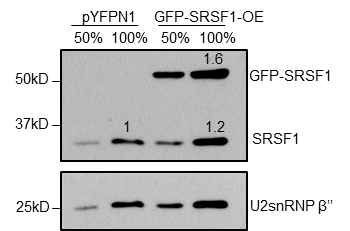 pYFPN1 GFP-SRSF1-OE
50% 100% 50% 100%
1.6
GFP-SRSF1
50kD
37kD
1
1.2
SRSF1
25kD
U2snRNP β”